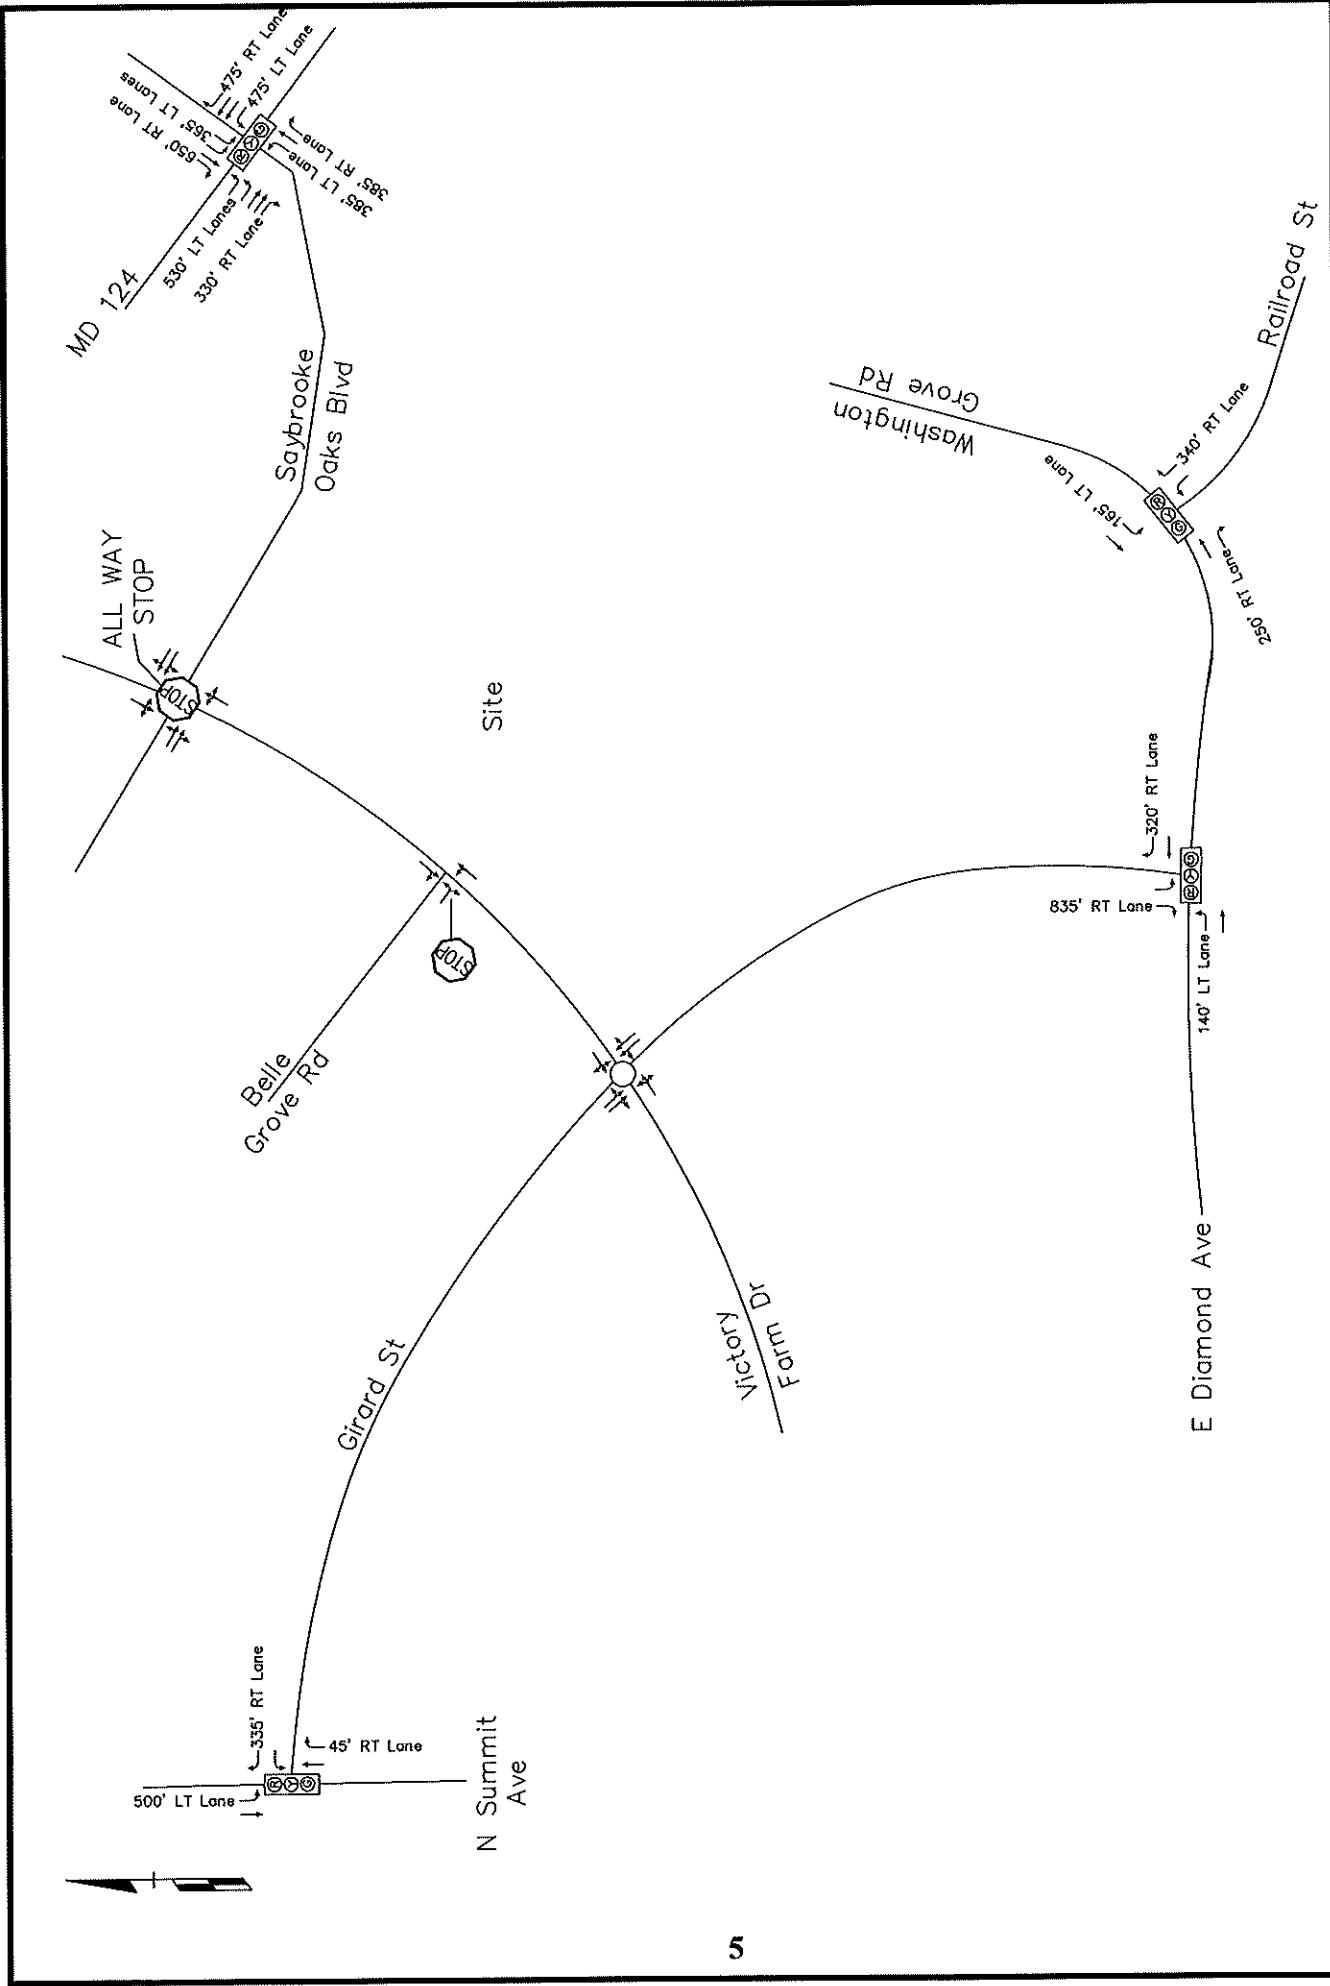 475' RT Lane
475' LT Lane
365' LT Lanes
650' RT Lane
R Y G
385' RT Lane
385' LT Lane
530' LT Lanes
330' RT Lane
MD 124
Saybrooke
Oaks Blvd
ALL WAY
STOP
STOP
Site
Washington
Grove Rd
Railroad St
165' LT Lane
340' RT Lane
R Y G
250' RT Lane
Belle
Grove Rd
STOP
320' RT Lane
835' RT Lane
R Y G
140' LT Lane
E Diamond Ave
Girard St
Victory
Farm Dr
335' RT Lane
500' LT Lane
R Y G
45' RT Lane
N Summit
Ave
5